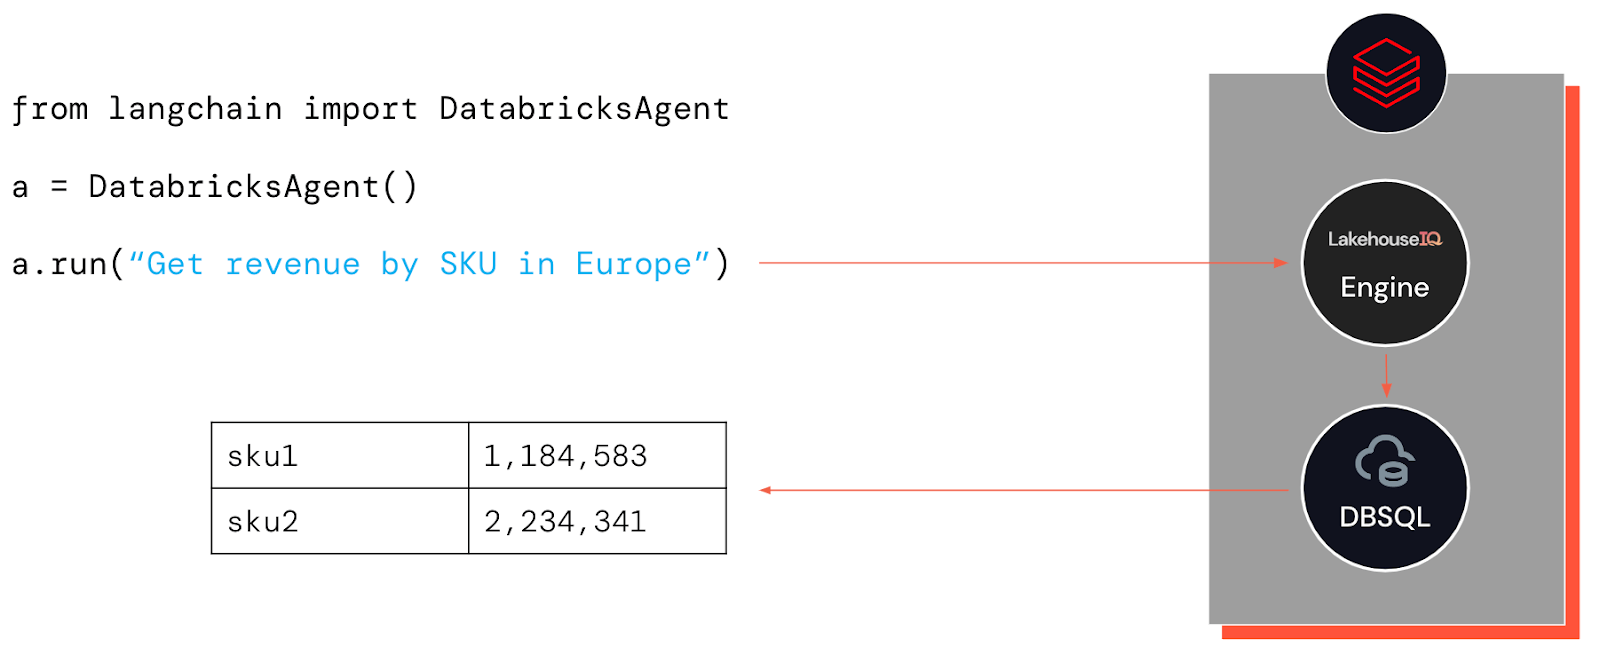 from langchain import DatabricksAgent
a = DatabricksAgent()
a.run(“Get revenue by SKU in Europe”)
LakehouseIQ
Engine
sku1 1,184,583
sku2 2,234,341
DBSQL